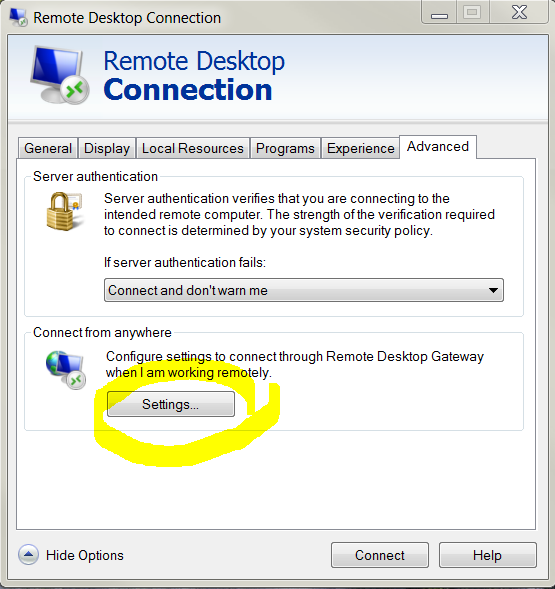 Remote Desktop Connection
Remote Desktop
Connection
General Display Local Resources Programs Experience Advanced
Server authentication
Server authentication verifies that you are connecting to the
intended remote computer. The strength of the verification required
to connect is determined by your system security policy.
If server authentication fails:
Connect and don't warn me
Connect from anywhere
Configure settings to connect through Remote Desktop Gateway
when I am working remotely.
Settings...
Hide Options
Connect
Help